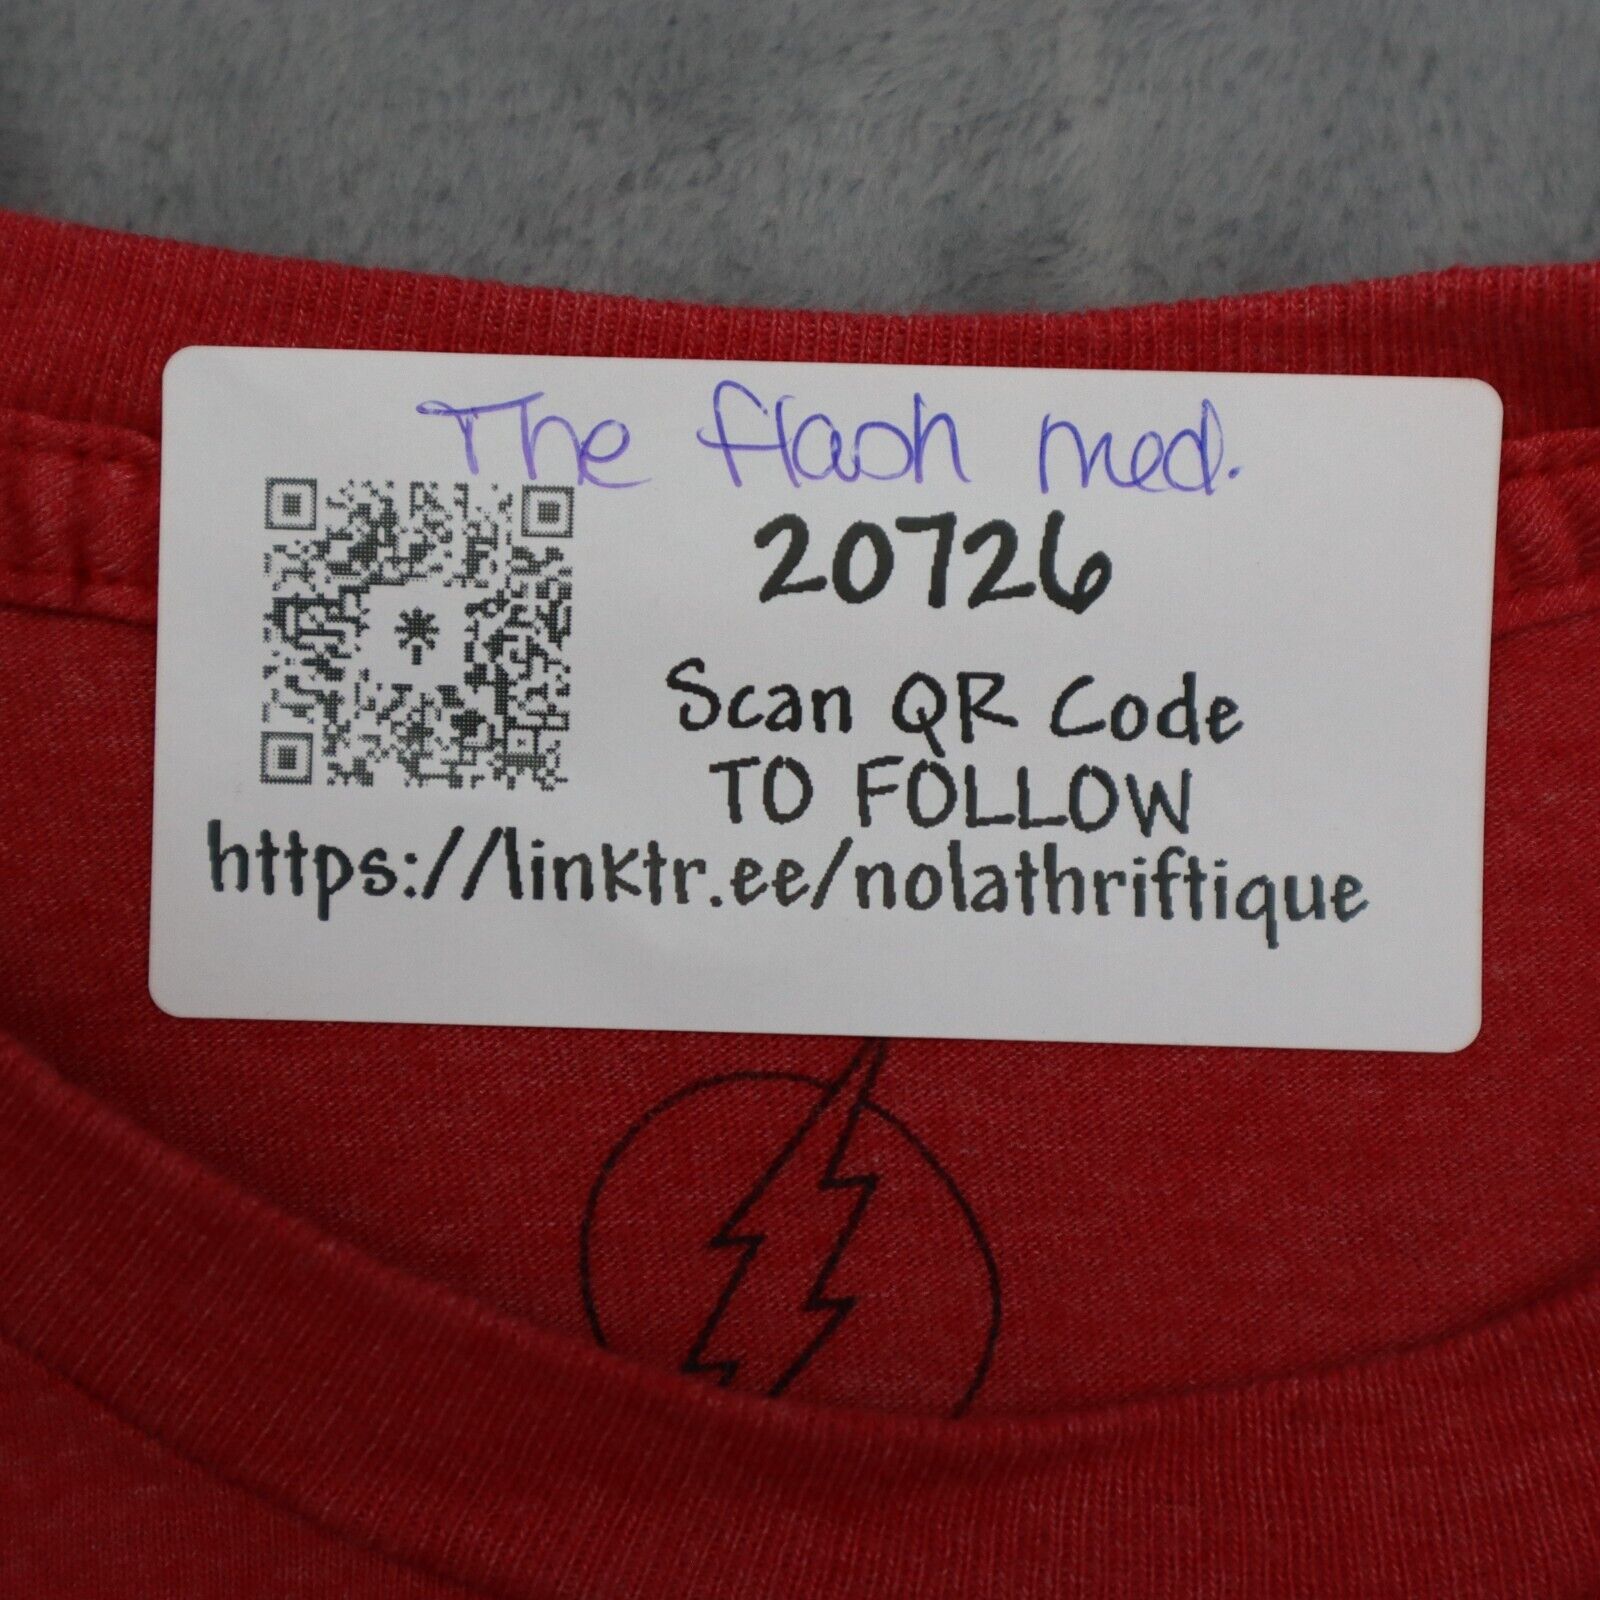 The flash med.
20726
Scan QR Code
TO FOLLOW
https://linktr.ee/nolathriftique